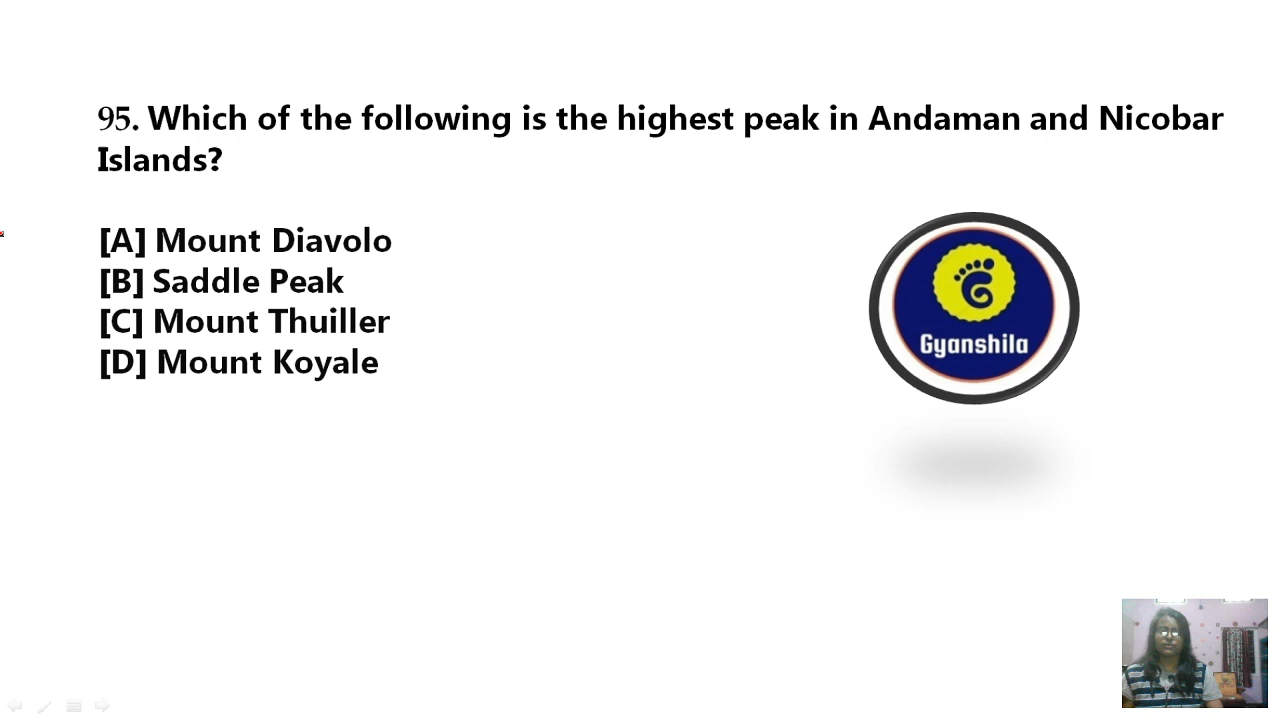 95. Which of the following is the highest peak in Andaman and Nicobar
Islands?
[A] Mount Diavolo
[B] Saddle Peak
[C] Mount Thuiller
[D] Mount Koyale
Gyanshila